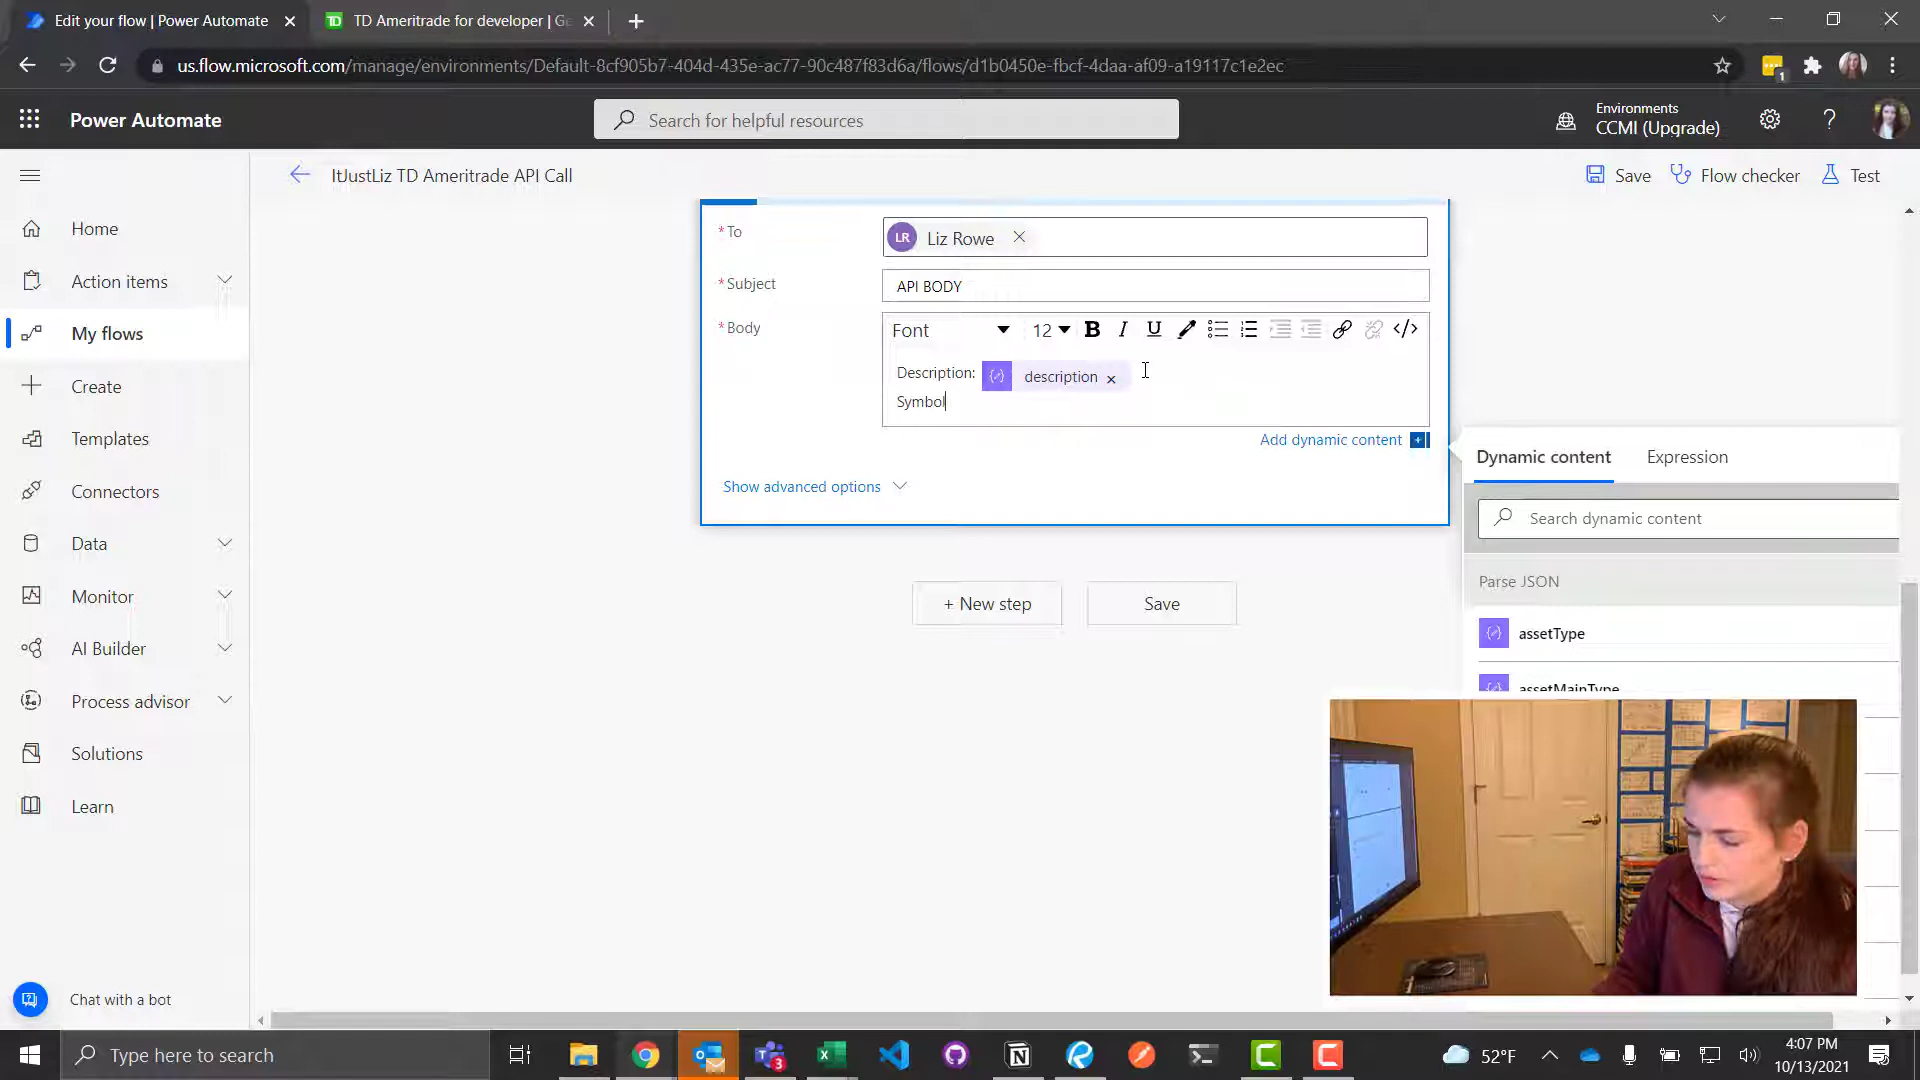 Edit your flow | Power Automate
TD Ameritrade for developer | Ge
us.flow.microsoft.com/manage/environments/Default-8cf905b7-404d-435e-ac77-90c487f83d6a/flows/d1b0450e-fbcf-4daa-af09-a19117c1e2ec
1
Power Automate
Search for helpful resources
Environments
CCMI (Upgrade)
ItJustLiz TD Ameritrade API Call
Save
Flow checker
Test
Home
Action items
My flows
Create
Templates
Connectors
Data
Monitor
AI Builder
Process advisor
Solutions
Learn
Chat with a bot
* To
LR
Liz Rowe
* Subject
API BODY
* Body
Font
12
Description: description
Symbol
Add dynamic content
Show advanced options
+ New step
Save
Dynamic content
Expression
Search dynamic content
Parse JSON
assetType
assetMainType
Type here to search
3
52°F
4:07 PM
10/13/2021